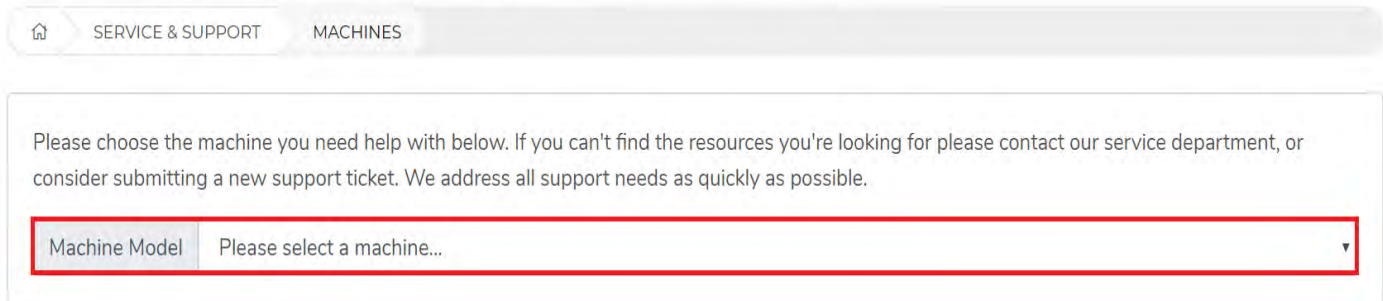 SERVICE & SUPPORT MACHINES
Please choose the machine you need help with below. If you can't find the resources you're looking for please contact our service department, or
consider submitting a new support ticket. We address all support needs as quickly as possible.
Machine Model Please select a machine...